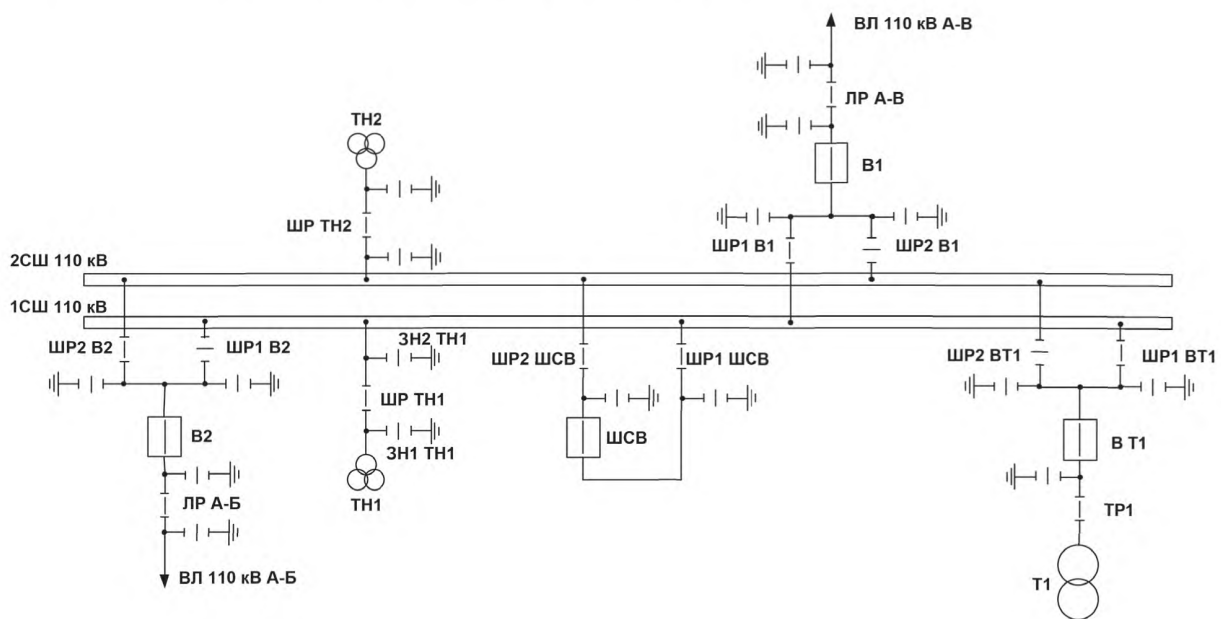 ВЛ 110 кВ А-В
ЛР А-В
ТН2
В1
ШР ТН2
ШР1 В1
ШР2 В1
2СШ 110 кВ
1СШ 110 кВ
ШР2 В2
ШР1 В2
ЗН2 ТН1
ШР2 ШСВ
ШР1 ШСВ
ШР2 ВТ1
ШР1 ВТ1
ШР ТН1
В2
ШСВ
В Т1
ЗН1 ТН1
ЛР А-Б
ТН1
ТР1
ВЛ 110 кВ А-Б
Т1